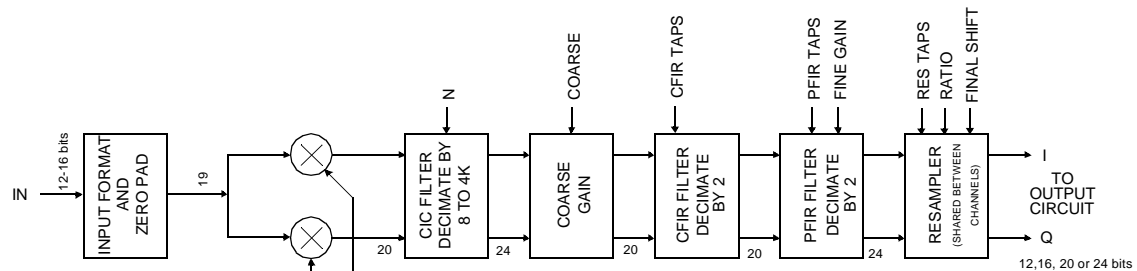 IN
12-16 bits
INPUT FORMAT
AND
ZERO PAD
19
20
N
CIC FILTER
DECIMATE BY
8 TO 4K
24
COARSE
COARSE
GAIN
20
CFIR TAPS
CFIR FILTER
DECIMATE
BY 2
20
PFIR TAPS
FINE GAIN
PFIR FILTER
DECIMATE
BY 2
24
RES TAPS
RATIO
FINAL SHIFT
RESAMPLER
(SHARED BETWEEN
CHANNELS)
I
TO
OUTPUT
CIRCUIT
Q
12,16, 20 or 24 bits